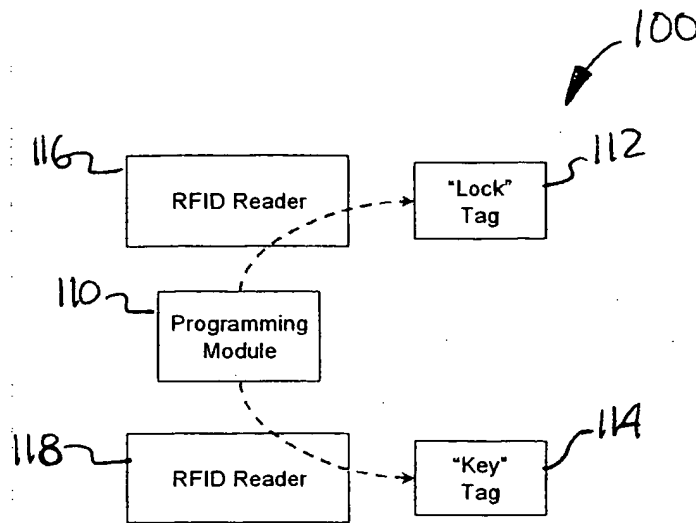 100
116
RFID Reader
112
"Lock"
Tag
110
Programming
Module
118
RFID Reader
114
"Key"
Tag